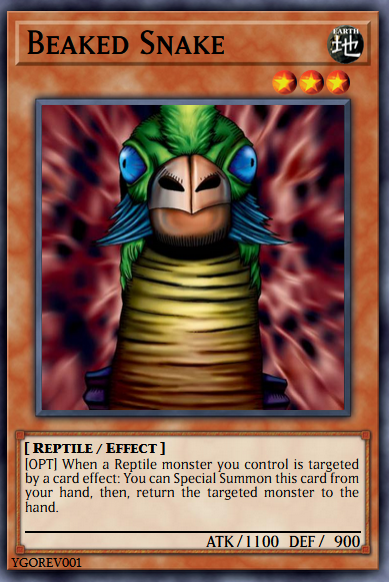 Beaked Snake
EARTH
地
[ Reptile / Effect ]
[OPT] When a Reptile monster you control is targeted
by a card effect: You can Special Summon this card from
your hand, then, return the targeted monster to the
hand.
ATK/1100 DEF/ 900
YGOREV001